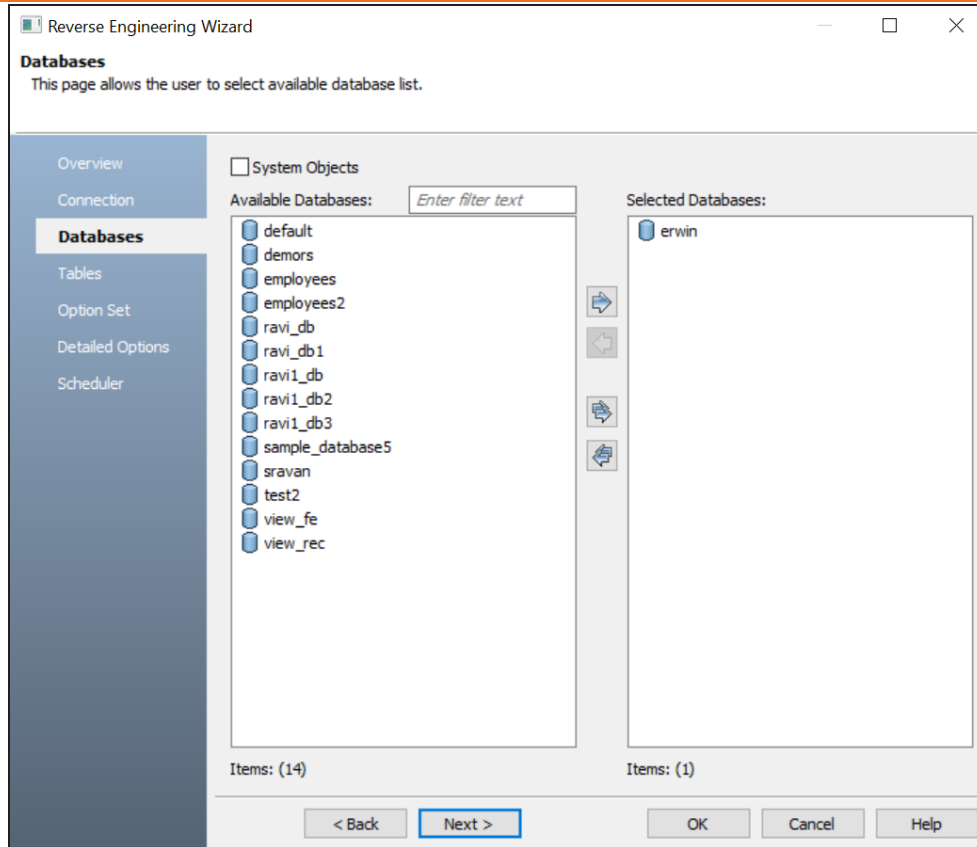 Reverse Engineering Wizard
Databases
This page allows the user to select available database list.
Overview
Connection
Databases
Tables
Option Set
Detailed Options
Scheduler
System Objects
Available Databases:
Enter filter text
default
demors
employees
employees2
ravi_db
ravi_db1
ravi1_db
ravi1_db2
ravi1_db3
sample_database5
sravan
test2
view_fe
view_rec
Items: (14)
Selected Databases:
erwin
Items: (1)
< Back
Next >
OK
Cancel
Help